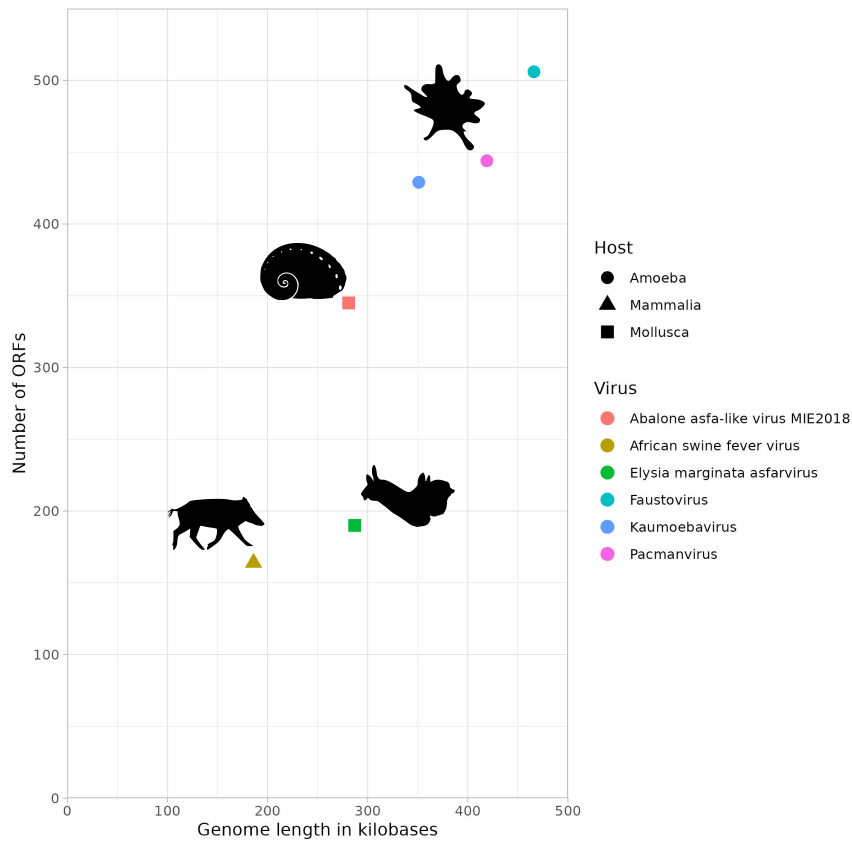 500
400
300
200
100
0
Number of ORFs
0 100 200 300 400 500
Genome length in kilobases
Host
Amoeba
Mammalia
Mollusca
Virus
Abalone asfa-like virus MIE2018
African swine fever virus
Elysia marginata asfarvirus
Faustovirus
Kaumoebavirus
Pacmanvirus